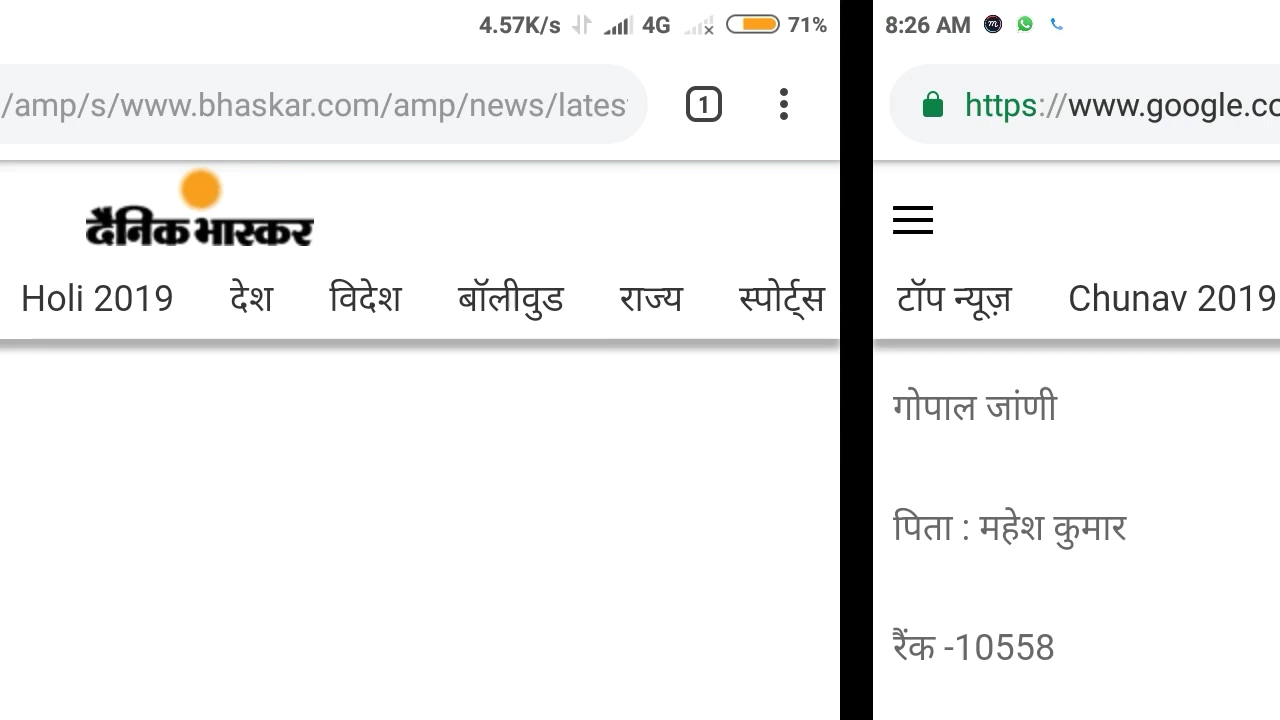 4.57K/s 4G 71%
/amp/s/www.bhaskar.com/amp/news/lates
1
दैनिक भास्कर
Holi 2019 देश विदेश बॉलीवुड राज्य स्पोर्ट्स
8:26 AM
https://www.google.co
टॉप न्यूज़ Chunav 2019
गोपाल जांणी
पिता : महेश कुमार
रैंक -10558